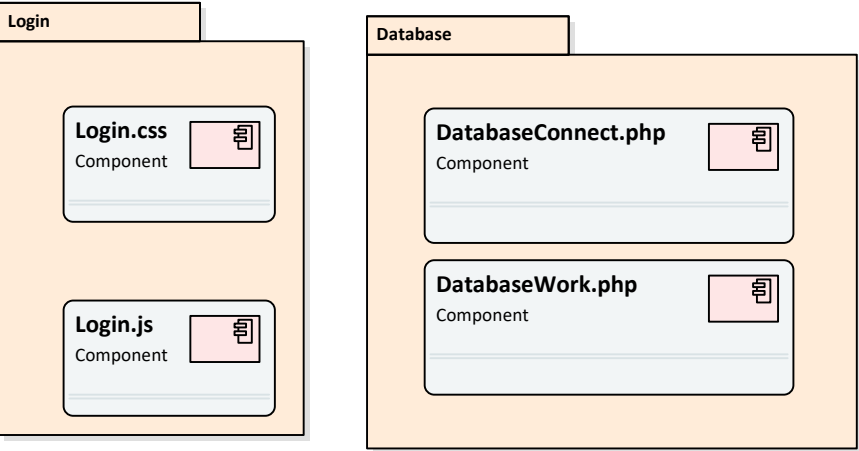 Login
Login.css
Component
Login.js
Component
Database
DatabaseConnect.php
Component
DatabaseWork.php
Component